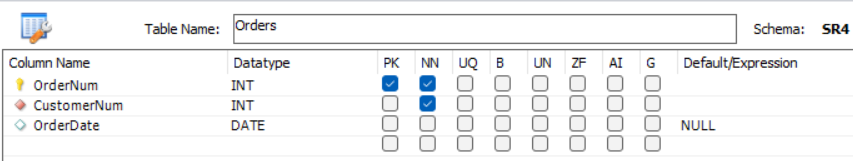 Table Name: Orders Schema: SR4
Column Name Datatype PK NN UQ B UN ZF AI G Default/Expression
OrderNum INT
CustomerNum INT
OrderDate DATE NULL